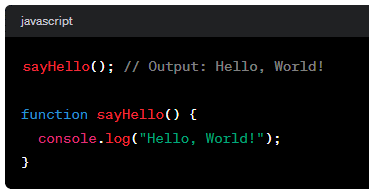 javascript
sayHello(); // Output: Hello, World!
function sayHello() {
  console.log("Hello, World!");
}